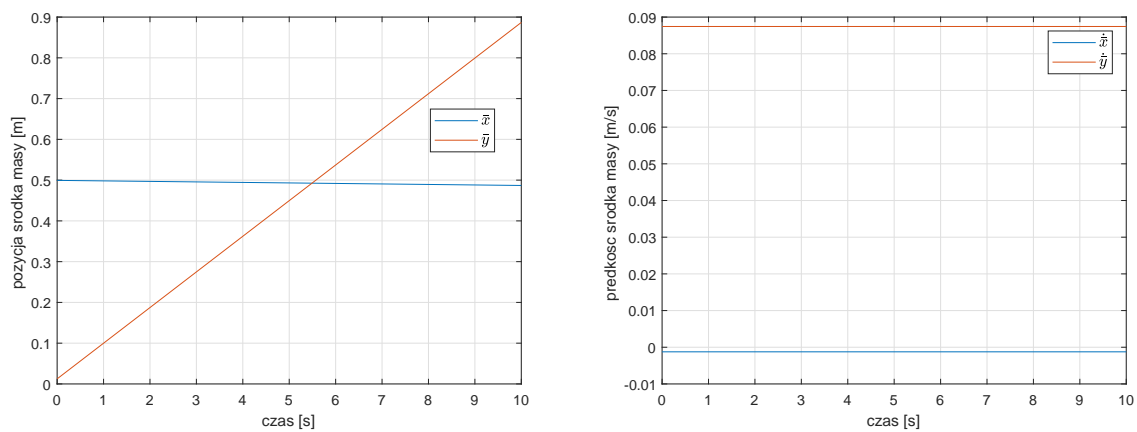 0.9
0.8
0.7
0.6
0.5
0.4
0.3
0.2
0.1
0
pozycja srodka masy [m]
x̄
ȳ
0 1 2 3 4 5 6 7 8 9 10
czas [s]
0.09
0.08
0.07
0.06
0.05
0.04
0.03
0.02
0.01
0
-0.01
predkosc srodka masy [m/s]
x̄̇
ȳ̇
0 1 2 3 4 5 6 7 8 9 10
czas [s]